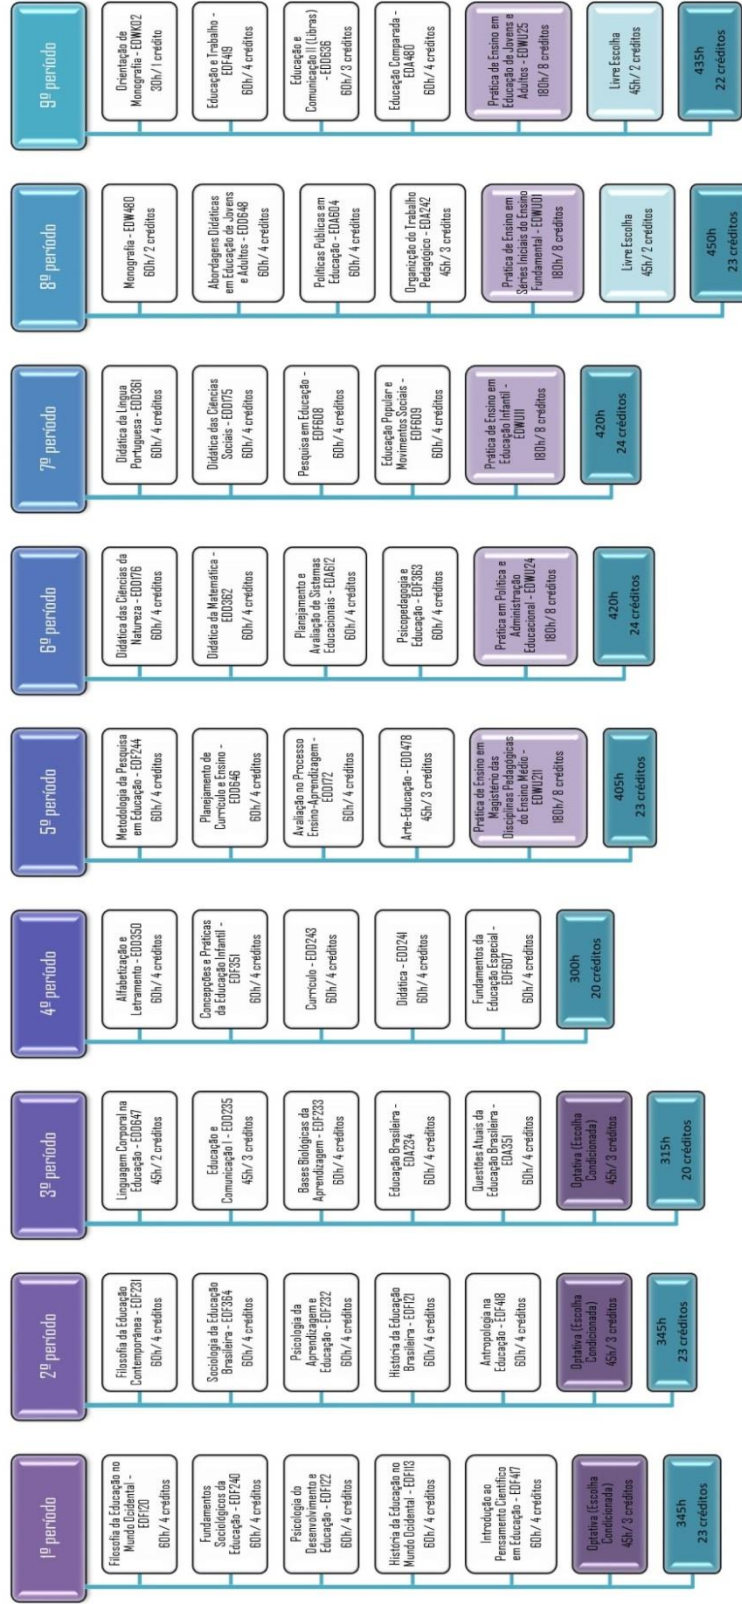 1º período
Filosofia da Educação no
Mundo Ocidental -
EDF120
60h/ 4 créditos
Fundamentos
Sociológicos da
Educação - EDF240
60h/ 4 créditos
Psicologia do
Desenvolvimento e
Educação - EDF122
60h/ 4 créditos
História da Educação no
Mundo Ocidental - EDF113
60h/ 4 créditos
Introdução ao
Pensamento Científico
em Educação - EDF417
60h/ 4 créditos
Optativa (Escolha
Condicionada)
45h/ 3 créditos
345h
23 créditos
2º período
Filosofia da Educação
Contemporânea - EDF231
60h/ 4 créditos
Sociologia da Educação
Brasileira - EDF364
60h/ 4 créditos
Psicologia da
Aprendizagem e
Educação - EDF232
60h/ 4 créditos
História da Educação
Brasileira - EDF121
60h/ 4 créditos
Antropologia na
Educação - EDF418
60h/ 4 créditos
Optativa (Escolha
Condicionada)
45h/ 3 créditos
345h
23 créditos
3º período
Linguagem Corporal na
Educação - EDD647
45h/ 2 créditos
Educação e
Comunicação I - EDD235
45h/ 3 créditos
Bases Biológicas da
Aprendizagem - EDF233
60h/ 4 créditos
Educação Brasileira -
EDA234
60h/ 4 créditos
Questões Atuais da
Educação Brasileira -
EDA351
60h/ 4 créditos
Optativa (Escolha
Condicionada)
45h/ 3 créditos
315h
20 créditos
4º período
Alfabetização e
Letramento - EDD350
60h/ 4 créditos
Concepções e Práticas
da Educação Infantil -
EDF351
60h/ 4 créditos
Currículo - EDD243
60h/ 4 créditos
Didática - EDD241
60h/ 4 créditos
Fundamentos da
Educação Especial -
EDF607
60h/ 4 créditos
300h
20 créditos
5º período
Metodologia da Pesquisa
em Educação - EDF244
60h/ 4 créditos
Planejamento de
Currículo e Ensino -
EDD646
60h/ 4 créditos
Avaliação no Processo
Ensino-Aprendizagem -
EDD172
60h/ 4 créditos
Arte-Educação - EDD478
45h/ 3 créditos
Prática de Ensino em
Magistério das
Disciplinas Pedagógicas
do Ensino Médio -
EDWU211
180h/ 8 créditos
405h
23 créditos
6º período
Didática das Ciências da
Natureza - EDD176
60h/ 4 créditos
Didática da Matemática -
EDD362
60h/ 4 créditos
Planejamento e
Avaliação de Sistemas
Educacionais - EDA612
60h/ 4 créditos
Psicopedagogia e
Educação - EDF363
60h/ 4 créditos
Prática em Política e
Administração
Educacional - EDWU24
180h/ 8 créditos
420h
24 créditos
7º período
Didática da Língua
Portuguesa - EDD361
60h/ 4 créditos
Didática das Ciências
Sociais - EDD175
60h/ 4 créditos
Pesquisa em Educação -
EDF608
60h/ 4 créditos
Educação Popular e
Movimentos Sociais -
EDF609
60h/ 4 créditos
Prática de Ensino em
Educação Infantil -
EDWU111
180h/ 8 créditos
420h
24 créditos
8º período
Monografia - EDW480
60h/ 2 créditos
Abordagens Didáticas
em Educação de Jovens
e Adultos - EDD648
60h/ 4 créditos
Políticas Públicas em
Educação - EDA604
60h/ 4 créditos
Organizção do Trabalho
Pedagógico - EDA242
45h/ 3 créditos
Prática de Ensino em
Séries Iniciais do Ensino
Fundamental - EDWU01
180h/ 8 créditos
Livre Escolha
45h/ 2 créditos
450h
23 créditos
9º período
Orientação de
Monografia - EDWK02
30h/ 1 crédito
Educação e Trabalho -
EDF419
60h/ 4 créditos
Educação e
Comunicação II (Libras)
- EDD636
60h/ 3 créditos
Educação Comparada -
EDA480
60h/ 4 créditos
Prática de Ensino em
Educação de Jovens e
Adultos - EDWU25
180h/ 8 créditos
Livre Escolha
45h/ 2 créditos
435h
22 créditos